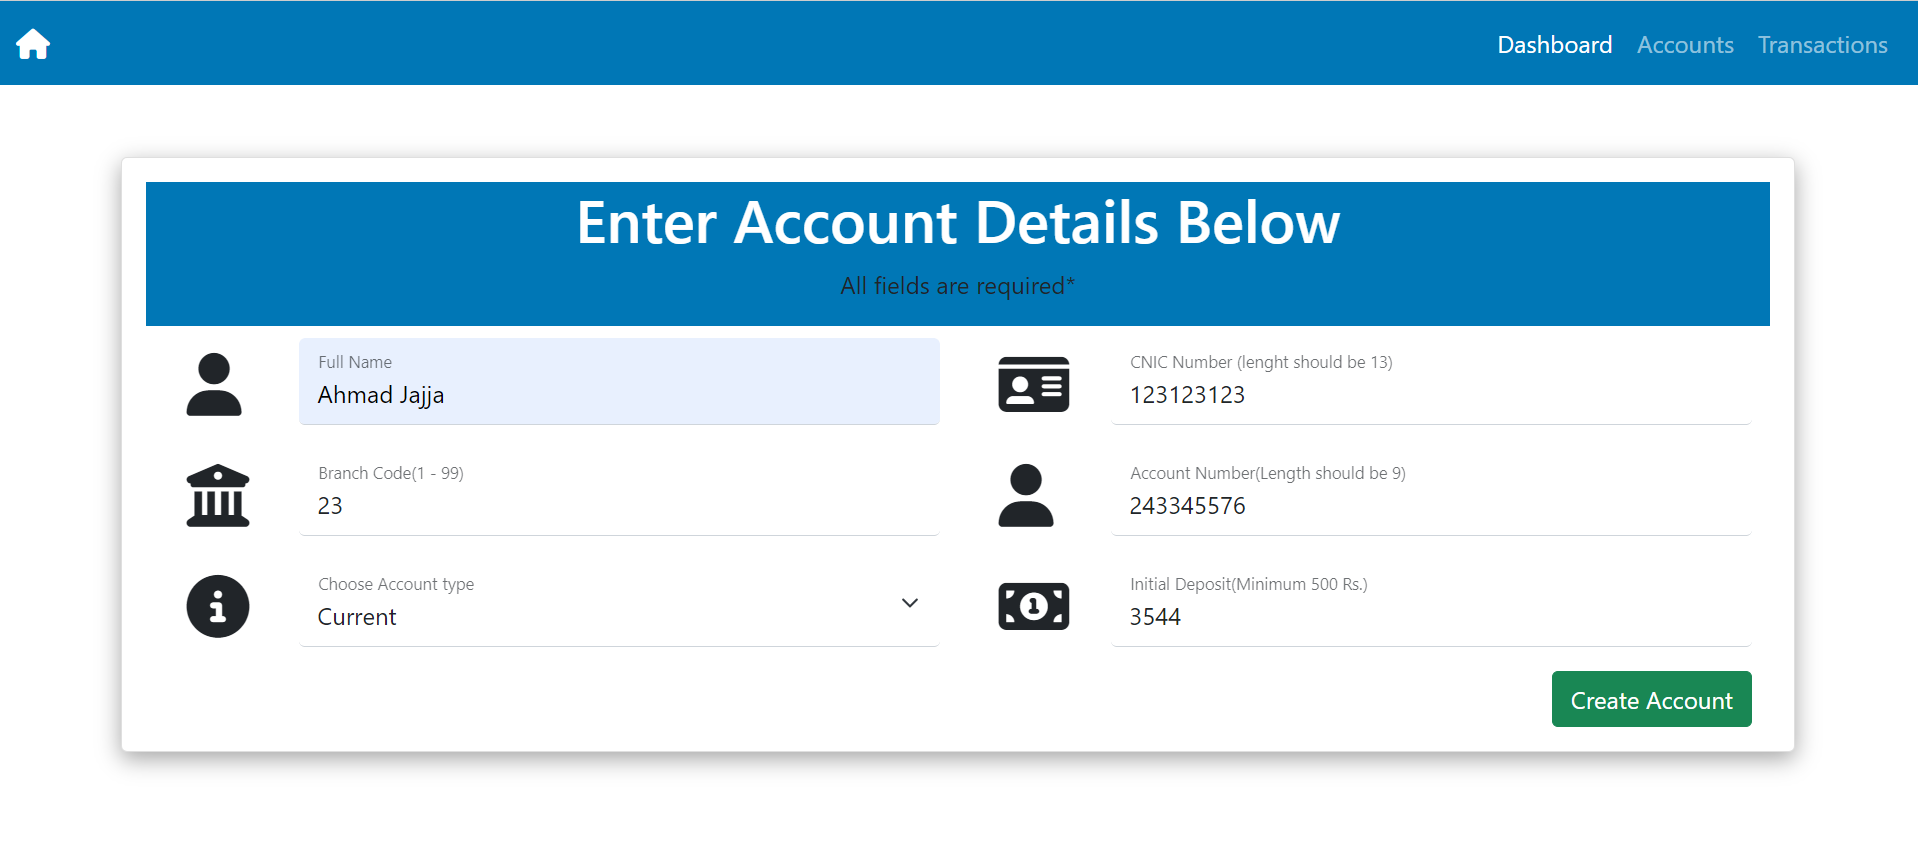 Dashboard Accounts Transactions
Enter Account Details Below
All fields are required*
Full Name
Ahmad Jajja
CNIC Number (lenght should be 13)
123123123
Branch Code(1 - 99)
23
Account Number(Length should be 9)
243345576
Choose Account type
Current
Initial Deposit(Minimum 500 Rs.)
3544
Create Account